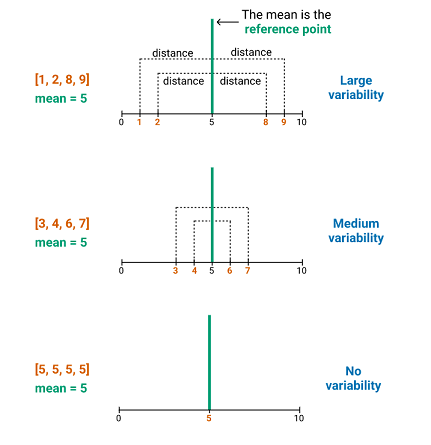 The mean is the
reference point
distance distance
[1, 2, 8, 9]
mean = 5
distance distance
Large
variability
0 1 2 5 8 9 10
[3, 4, 6, 7]
mean = 5
Medium
variability
0 3 4 5 6 7 10
[5, 5, 5, 5]
mean = 5
No
variability
0 5 10